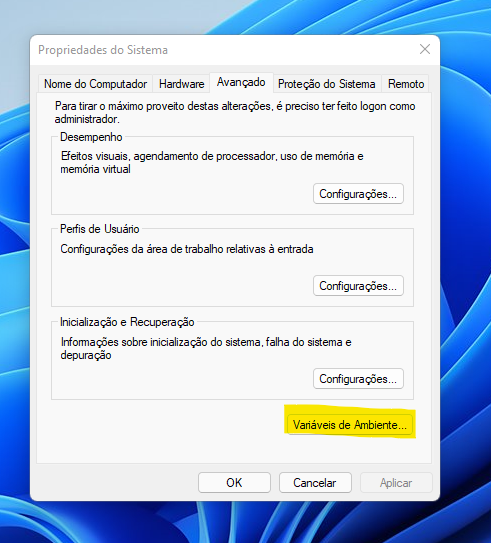 Propriedades do Sistema
Nome do Computador Hardware Avançado Proteção do Sistema Remoto
Para tirar o máximo proveito destas alterações, é preciso ter feito logon como
administrador.
Desempenho
Efeitos visuais, agendamento de processador, uso de memória e
memória virtual
Configurações...
Perfis de Usuário
Configurações da área de trabalho relativas à entrada
Configurações...
Inicialização e Recuperação
Informações sobre inicialização do sistema, falha do sistema e
depuração
Configurações...
Variáveis de Ambiente...
OK Cancelar Aplicar